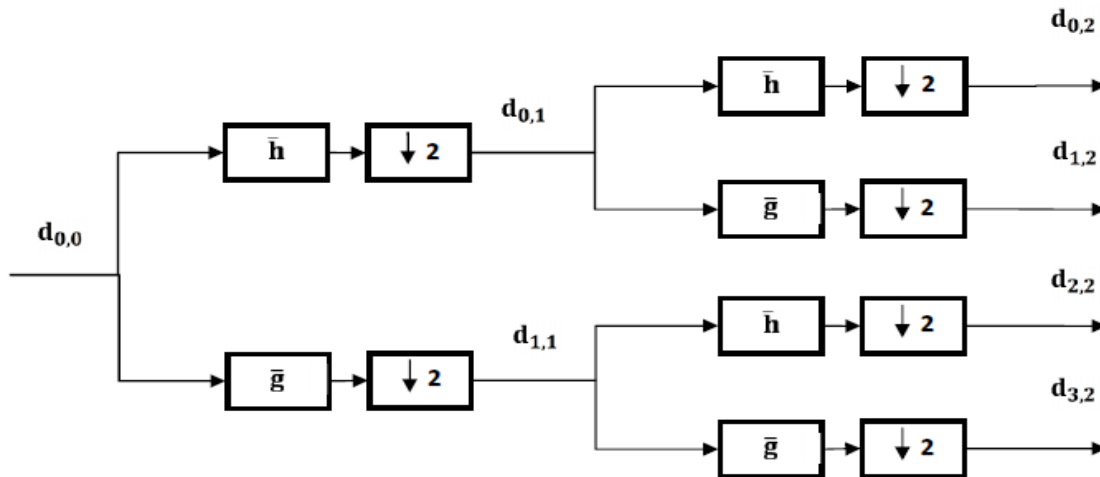 d₀,₂
h̄ ↓ 2
d₀,₁
d₁,₂
h̄ ↓ 2
ḡ ↓ 2
d₀,₀
d₂,₂
h̄ ↓ 2
d₁,₁
d₃,₂
ḡ ↓ 2
ḡ ↓ 2